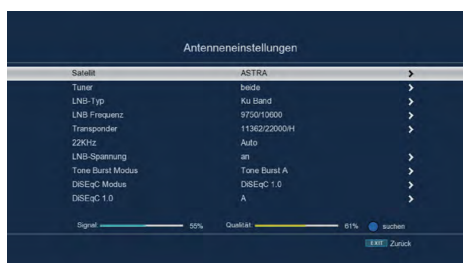 Antenneneinstellungen
Satellit ASTRA
Tuner beide
LNB-Typ Ku Band
LNB Frequenz 9750/10600
Transponder 11362/22000/H
22KHz Auto
LNB-Spannung an
Tone Burst Modus Tone Burst A
DiSEqC Modus DiSEqC 1.0
DiSEqC 1.0 A
Signal: 55% Qualität: 61% suchen
EXIT Zurück